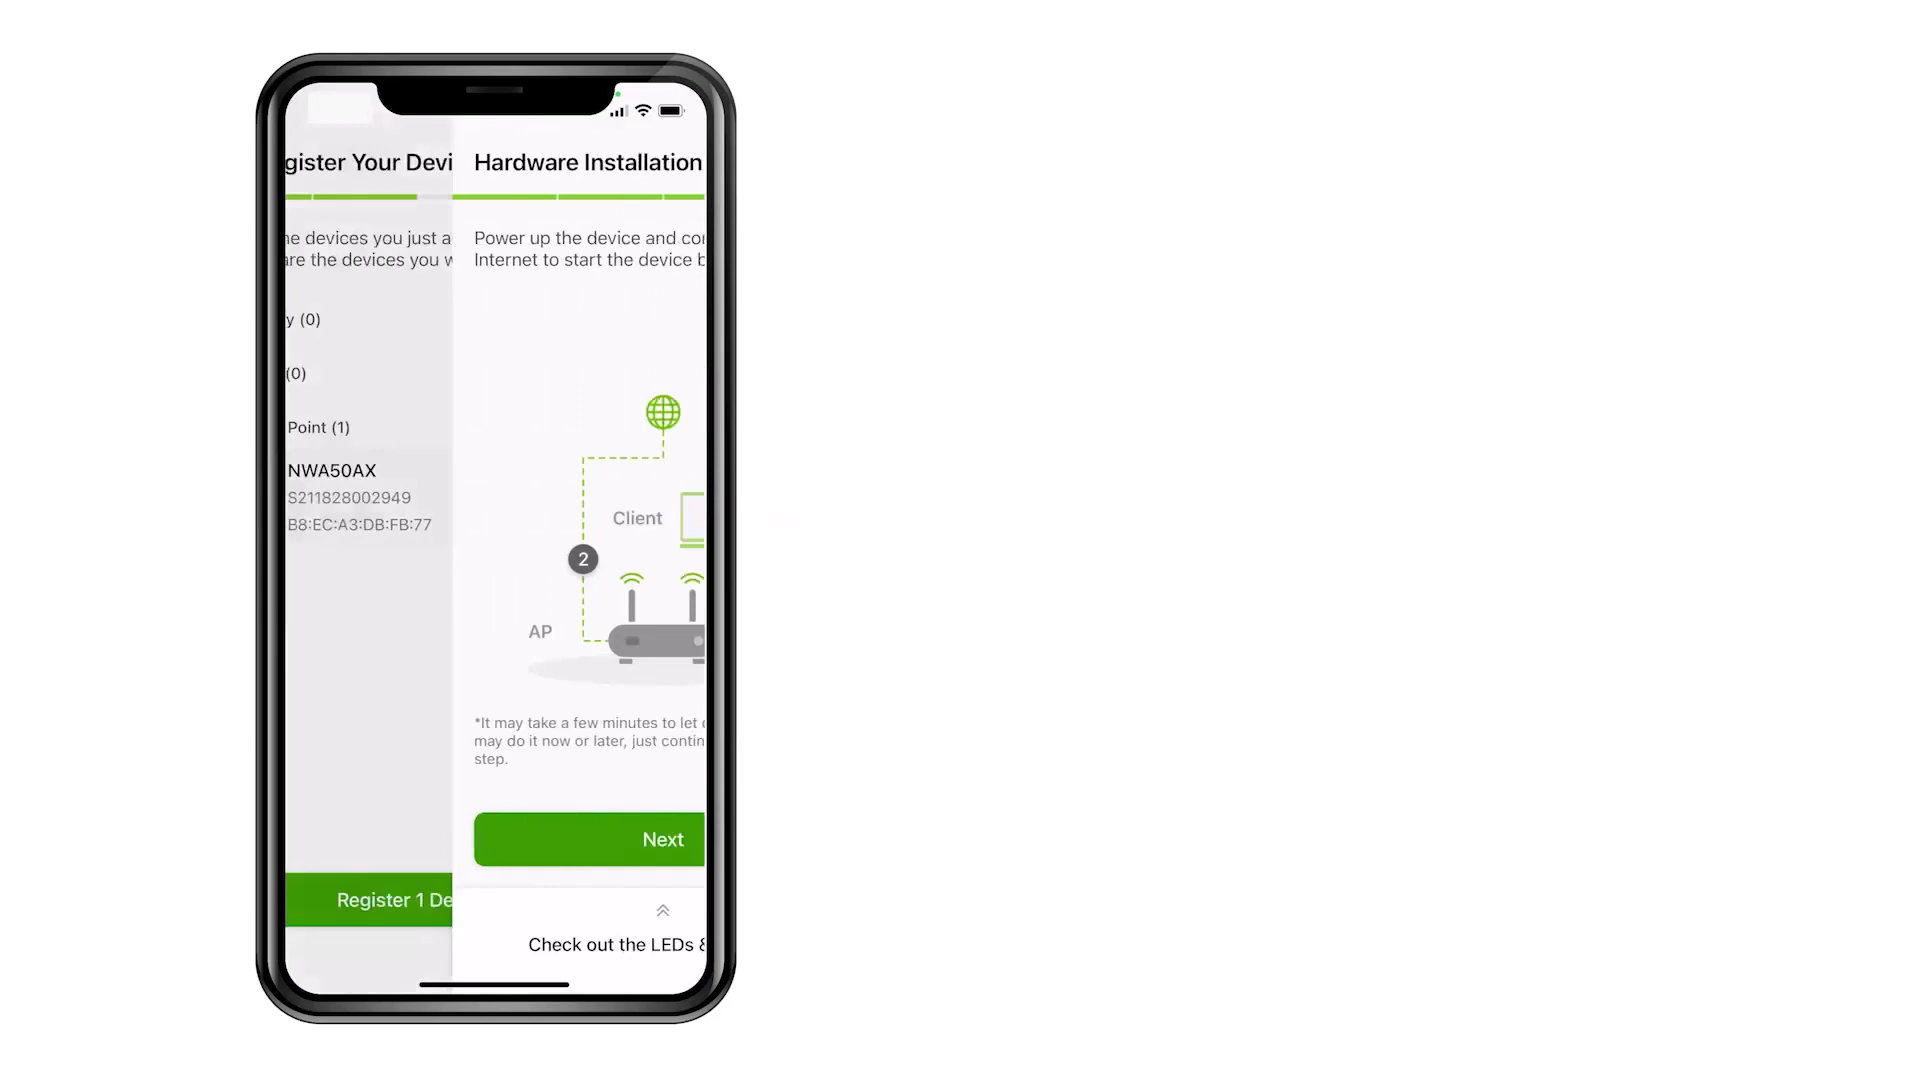 gister Your Devi
ne devices you just a
are the devices you w
y (0)
(0)
Point (1)
NWA50AX
S211828002949
B8:EC:A3:DB:FB:77
Register 1 De
Hardware Installation
Power up the device and co
Internet to start the device b
Client
2
AP
*It may take a few minutes to let
may do it now or later, just contin
step.
Next
Check out the LEDs &